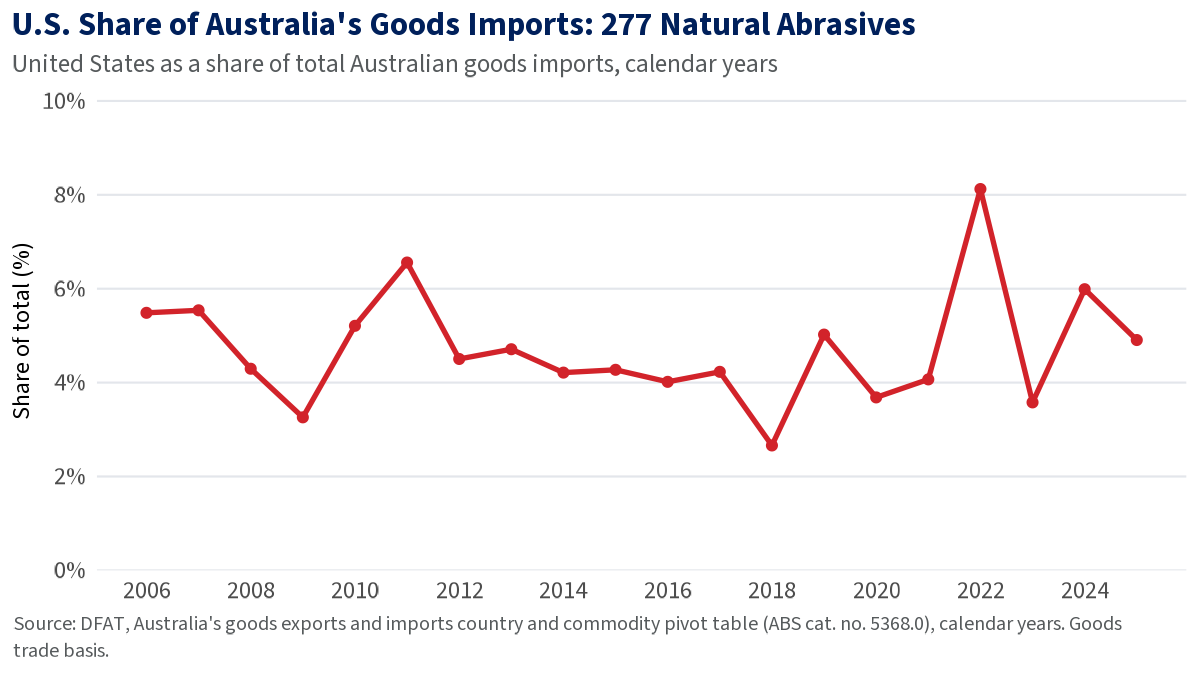 U.S. Share of Australia's Goods Imports: 277 Natural Abrasives
United States as a share of total Australian goods imports, calendar years
Share of total (%)
10%
8%
6%
4%
2%
0%
2006 2008 2010 2012 2014 2016 2018 2020 2022 2024
Source: DFAT, Australia's goods exports and imports country and commodity pivot table (ABS cat. no. 5368.0), calendar years. Goods
trade basis.